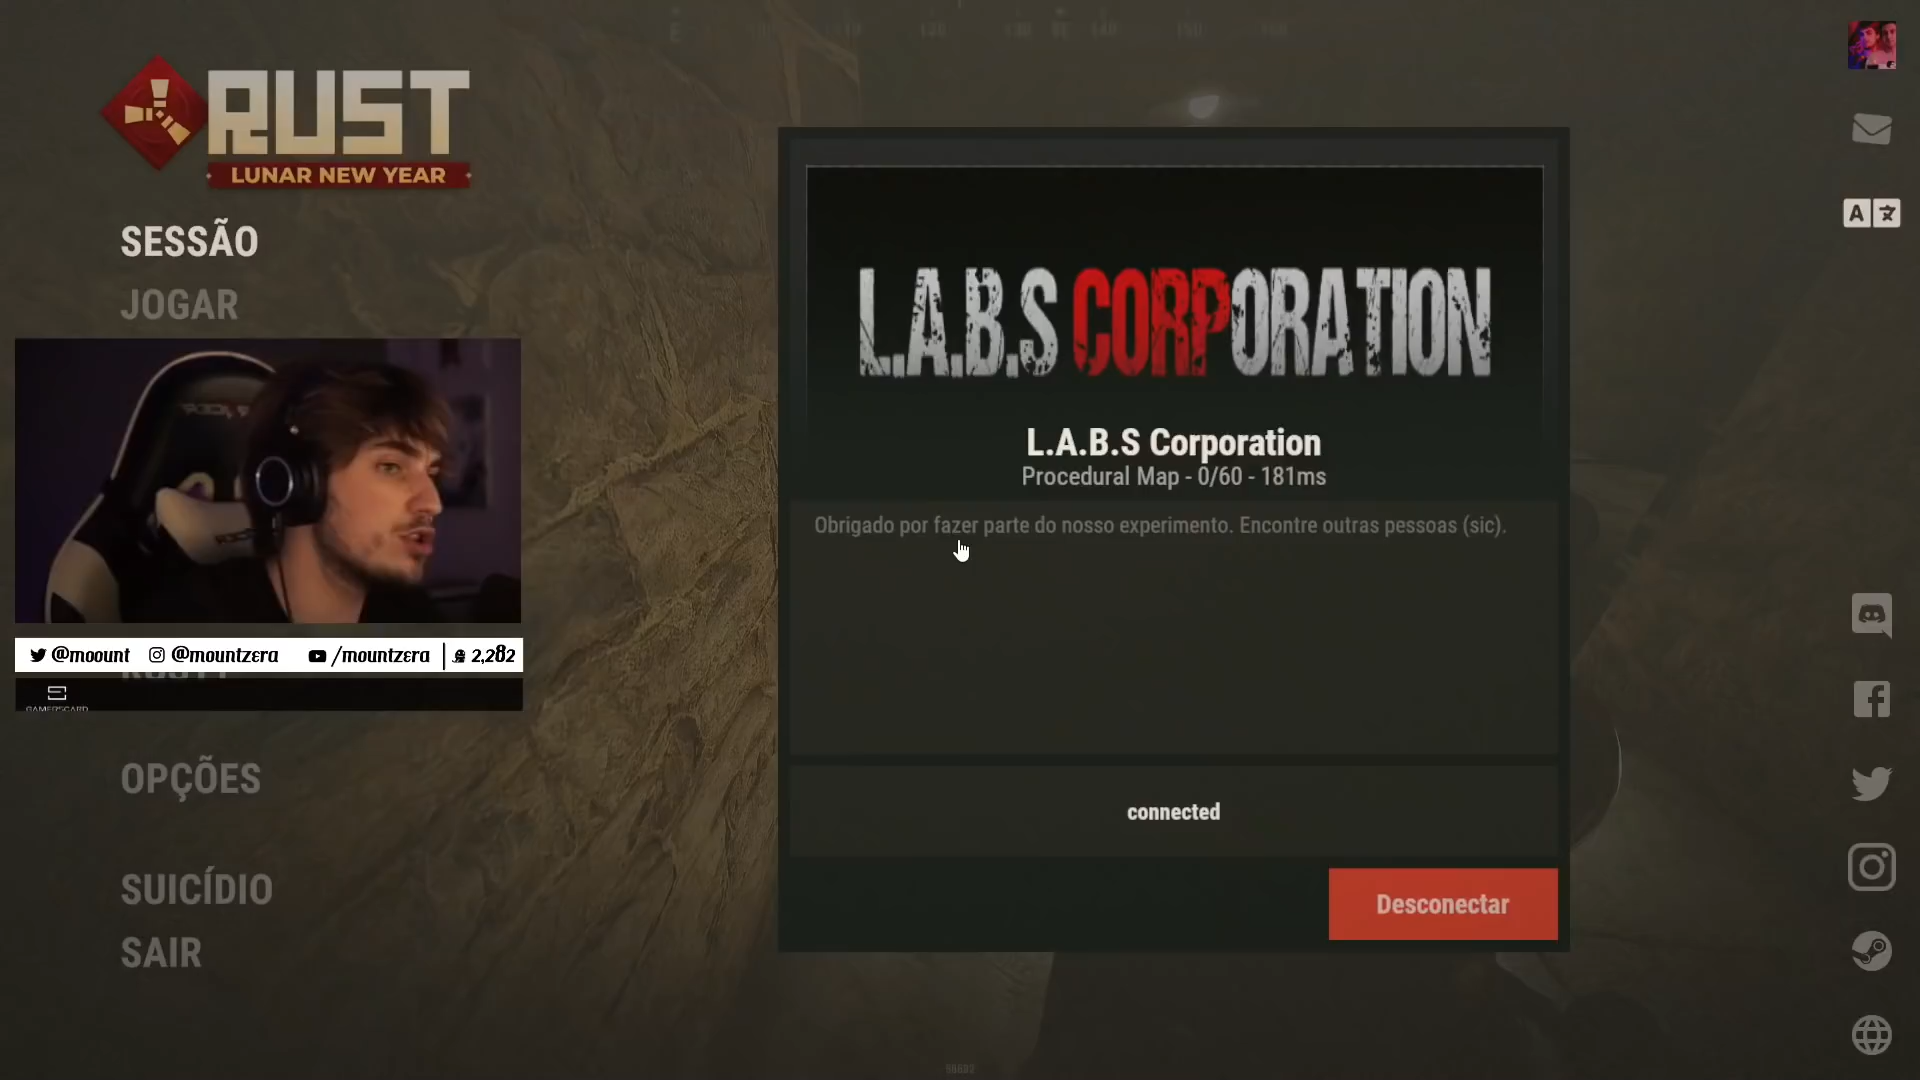 RUST
LUNAR NEW YEAR
SESSÃO
JOGAR
@moount @mountzera /mountzera | 2,282
GAMERSCARD
OPÇÕES
SUICÍDIO
SAIR
L.A.B.S CORPORATION
L.A.B.S Corporation
Procedural Map - 0/60 - 181ms
Obrigado por fazer parte do nosso experimento. Encontre outras pessoas (sic).
connected
Desconectar
A